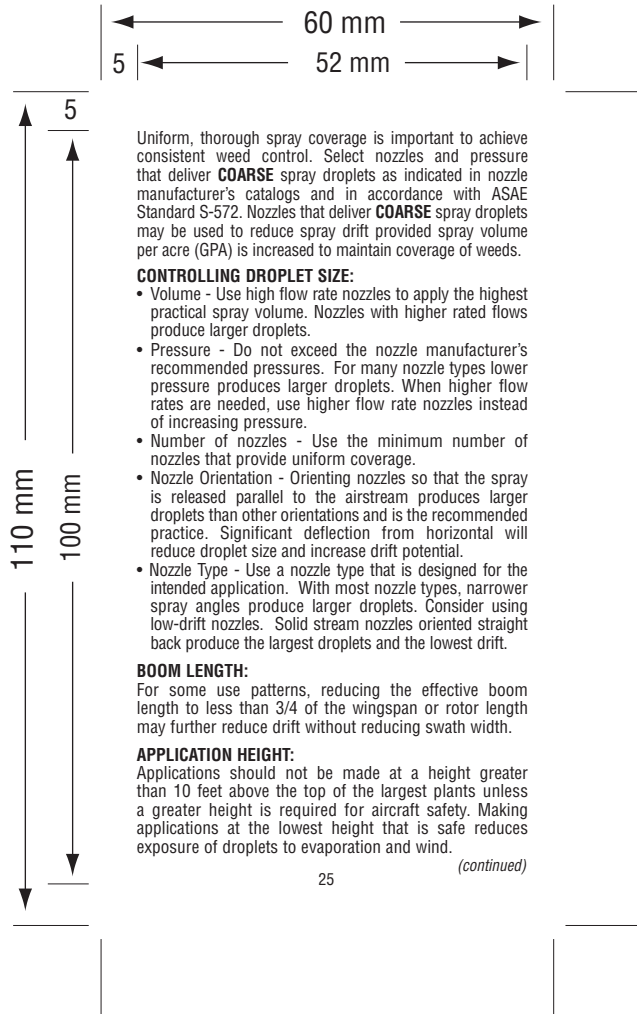 60 mm
5
52 mm
5
110 mm
100 mm
Uniform, thorough spray coverage is important to achieve
consistent weed control. Select nozzles and pressure
that deliver COARSE spray droplets as indicated in nozzle
manufacturer's catalogs and in accordance with ASAE
Standard S-572. Nozzles that deliver COARSE spray droplets
may be used to reduce spray drift provided spray volume
per acre (GPA) is increased to maintain coverage of weeds.
CONTROLLING DROPLET SIZE:
• Volume - Use high flow rate nozzles to apply the highest
practical spray volume. Nozzles with higher rated flows
produce larger droplets.
• Pressure - Do not exceed the nozzle manufacturer's
recommended pressures. For many nozzle types lower
pressure produces larger droplets. When higher flow
rates are needed, use higher flow rate nozzles instead
of increasing pressure.
• Number of nozzles - Use the minimum number of
nozzles that provide uniform coverage.
• Nozzle Orientation - Orienting nozzles so that the spray
is released parallel to the airstream produces larger
droplets than other orientations and is the recommended
practice. Significant deflection from horizontal will
reduce droplet size and increase drift potential.
• Nozzle Type - Use a nozzle type that is designed for the
intended application. With most nozzle types, narrower
spray angles produce larger droplets. Consider using
low-drift nozzles. Solid stream nozzles oriented straight
back produce the largest droplets and the lowest drift.
BOOM LENGTH:
For some use patterns, reducing the effective boom
length to less than 3/4 of the wingspan or rotor length
may further reduce drift without reducing swath width.
APPLICATION HEIGHT:
Applications should not be made at a height greater
than 10 feet above the top of the largest plants unless
a greater height is required for aircraft safety. Making
applications at the lowest height that is safe reduces
exposure of droplets to evaporation and wind.
(continued)
25